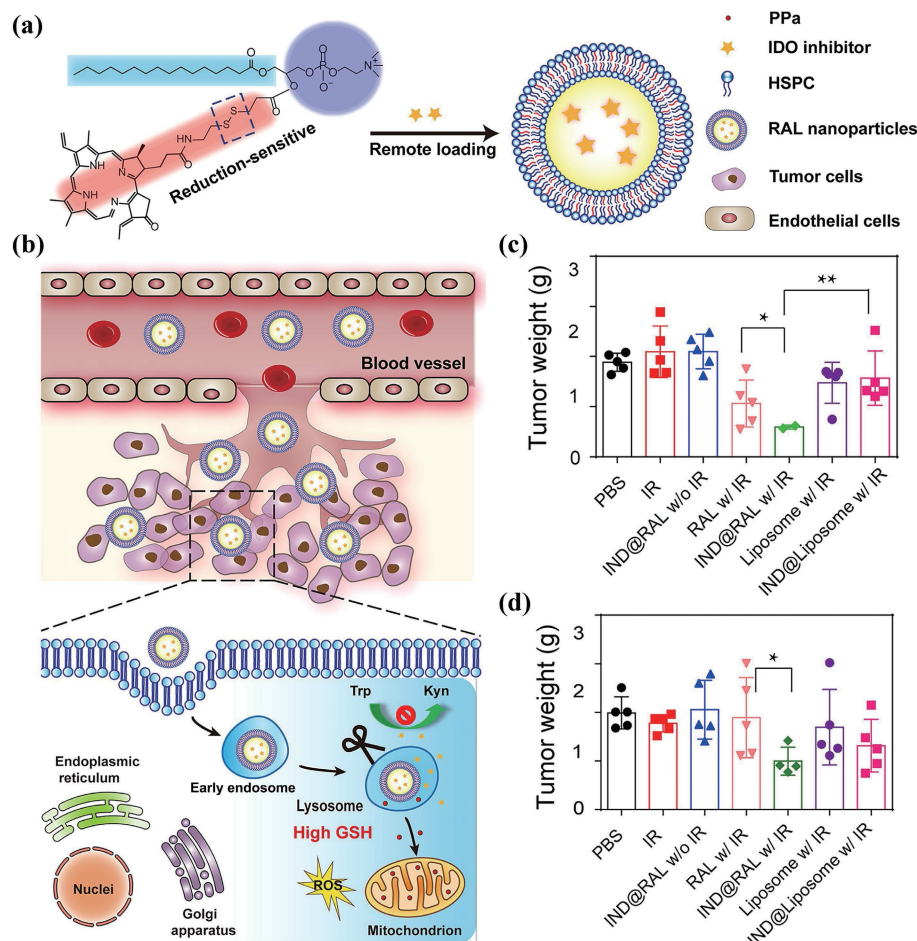 (a)
O
O
O
O
P
O
O⁻
O
N⁺
O
O
S
S
HN
O
NH
N
NH
N
O
Reduction-sensitive
Remote loading
PPa
IDO inhibitor
HSPC
RAL nanoparticles
Tumor cells
Endothelial cells
(b)
Blood vessel
Trp
Kyn
Early endosome
Lysosome
High GSH
ROS
Mitochondrion
Endoplasmic
reticulum
Nuclei
Golgi
apparatus
(c)
Tumor weight (g)
3
2
1
0
*
**
PBS
IR
IND@RAL w/o IR
RAL w/ IR
IND@RAL w/ IR
Liposome w/ IR
IND@Liposome w/ IR
(d)
Tumor weight (g)
3
2
1
0
*
PBS
IR
IND@RAL w/o IR
RAL w/ IR
IND@RAL w/ IR
Liposome w/ IR
IND@Liposome w/ IR